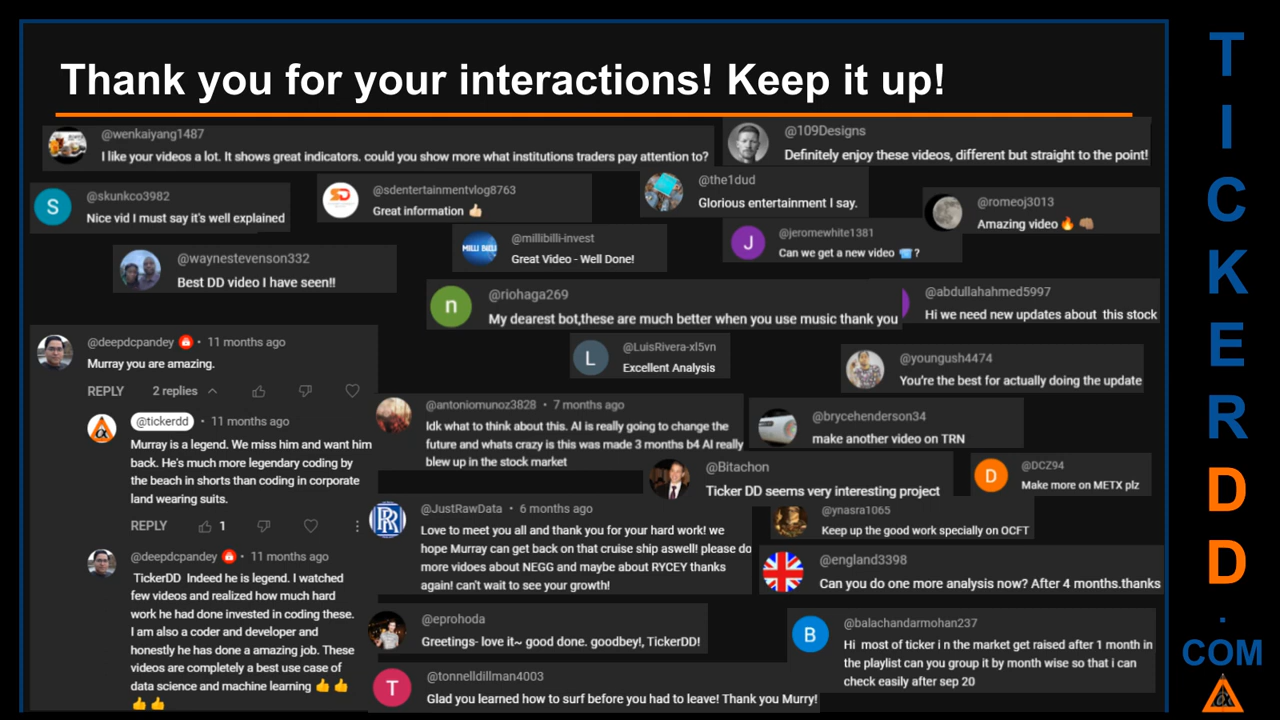 Thank you for your interactions! Keep it up!
@wenkaiyang1487
I like your videos a lot. It shows great indicators. could you show more what institutions traders pay attention to?
@109Designs
Definitely enjoy these videos, different but straight to the point!
@skunkco3982
Nice vid I must say it's well explained
@sdentertainmentvlog8763
Great information 👍🏻
@the1dud
Glorious entertainment I say.
@romeoj3013
Amazing video 🔥 👊🏽
@millibilli-invest
Great Video - Well Done!
J
@jeromewhite1381
Can we get a new video ?
S
SD
MILLI BILLI
@waynestevenson332
Best DD video I have seen!!
n
@riohaga269
My dearest bot,these are much better when you use music thank you
@abdullahahmed5997
Hi we need new updates about this stock
L
@LuisRivera-xl5vn
Excellent Analysis
@youngush4474
You're the best for actually doing the update
@deepdcpandey • 11 months ago
Murray you are amazing.
REPLY 2 replies
@tickerdd • 11 months ago
Murray is a legend. We miss him and want him
back. He's much more legendary coding by
the beach in shorts than coding in corporate
land wearing suits.
REPLY 1
@deepdcpandey • 11 months ago
TickerDD Indeed he is legend. I watched
few videos and realized how much hard
work he had done invested in coding these.
I am also a coder and developer and
honestly he has done a amazing job. These
videos are completely a best use case of
data science and machine learning 👍 👍
👍 👍
@antoniomunoz3828 • 7 months ago
Idk what to think about this. AI is really going to change the
future and whats crazy is this was made 3 months b4 AI really
blew up in the stock market
@brycehenderson34
make another video on TRN
@Bitachon
Ticker DD seems very interesting project
D
@DCZ94
Make more on METX plz
RR
@JustRawData • 6 months ago
Love to meet you all and thank you for your hard work! we
hope Murray can get back on that cruise ship aswell! please do
more vidoes about NEGG and maybe about RYCEY thanks
again! can't wait to see your growth!
@ynasra1065
Keep up the good work specially on OCFT
@england3398
Can you do one more analysis now? After 4 months.thanks
@eprohoda
Greetings- love it~ good done. goodbey!, TickerDD!
B
@balachandarmohan237
Hi most of ticker i n the market get raised after 1 month in
the playlist can you group it by month wise so that i can
check easily after sep 20
T
@tonnelldillman4003
Glad you learned how to surf before you had to leave! Thank you Murry!
T
I
C
K
E
R
D
D
.
COM
α